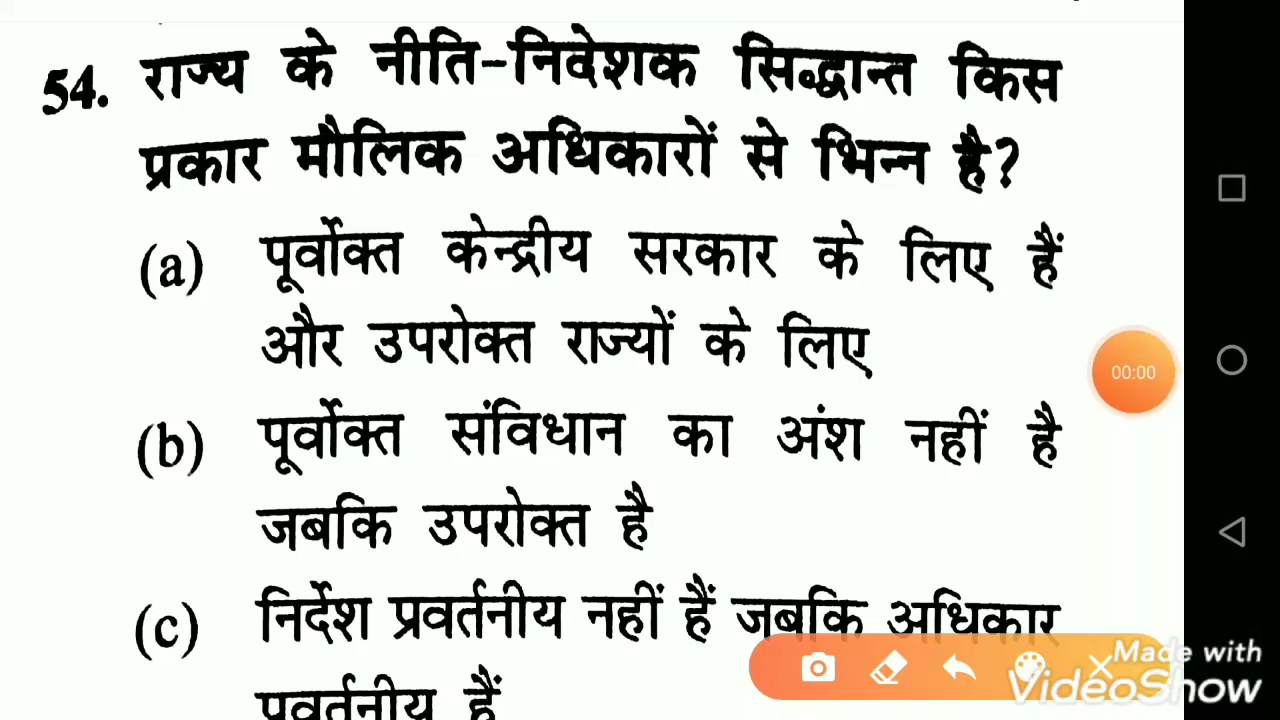 54. राज्य के नीति-निवेशक सिद्धान्त किस
प्रकार मौलिक अधिकारों से भिन्न है?
(a) पूर्वोक्त केन्द्रीय सरकार के लिए हैं
और उपरोक्त राज्यों के लिए
(b) पूर्वोक्त संविधान का अंश नहीं है
जबकि उपरोक्त है
(c) निर्देश प्रवर्तनीय नहीं हैं जबकि अधिकार
प्रवर्तनीय हैं
00:00
Made with
VideoShow